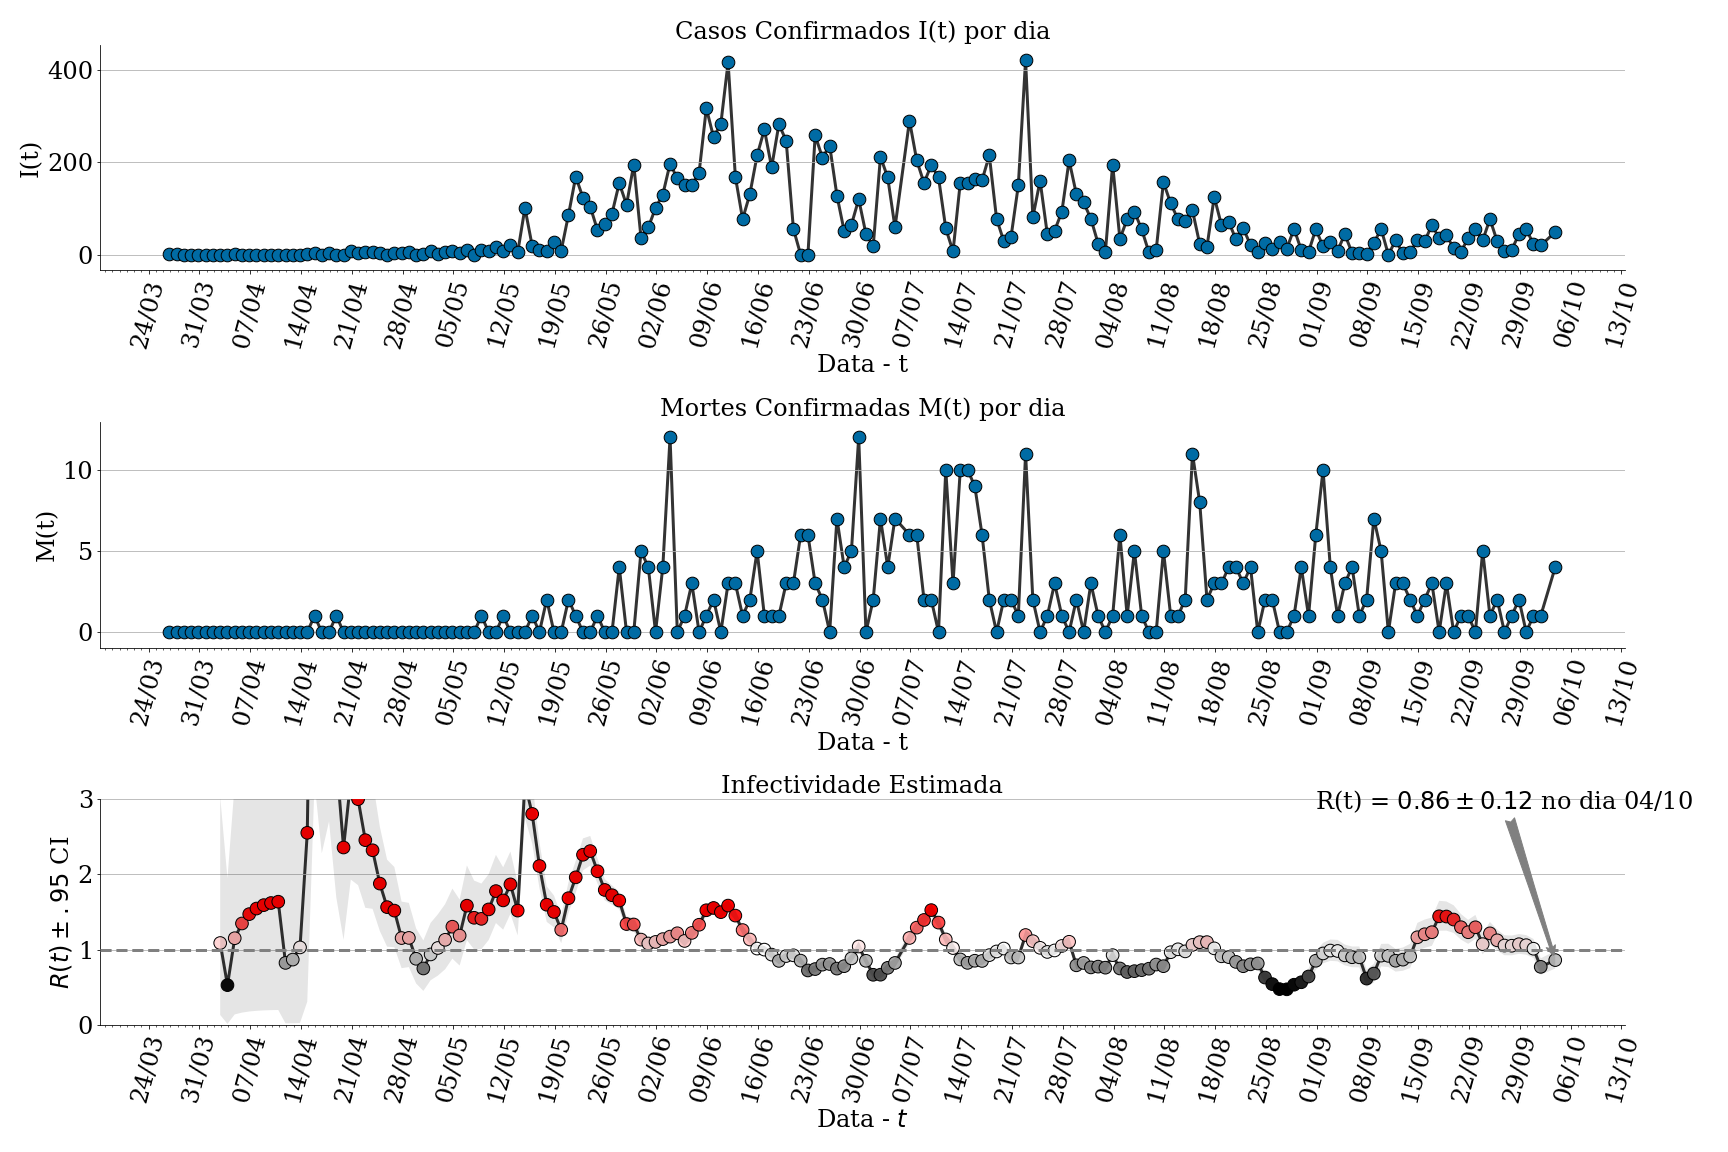 Casos Confirmados I(t) por dia
400
200
0
I(t)
24/03 31/03 07/04 14/04 21/04 28/04 05/05 12/05 19/05 26/05 02/06 09/06 16/06 23/06 30/06 07/07 14/07 21/07 28/07 04/08 11/08 18/08 25/08 01/09 08/09 15/09 22/09 29/09 06/10 13/10
Data - t
Mortes Confirmadas M(t) por dia
10
5
0
M(t)
24/03 31/03 07/04 14/04 21/04 28/04 05/05 12/05 19/05 26/05 02/06 09/06 16/06 23/06 30/06 07/07 14/07 21/07 28/07 04/08 11/08 18/08 25/08 01/09 08/09 15/09 22/09 29/09 06/10 13/10
Data - t
Infectividade Estimada
R(t) = 0.86 ± 0.12 no dia 04/10
3
2
1
0
R(t) ± .95 CI
24/03 31/03 07/04 14/04 21/04 28/04 05/05 12/05 19/05 26/05 02/06 09/06 16/06 23/06 30/06 07/07 14/07 21/07 28/07 04/08 11/08 18/08 25/08 01/09 08/09 15/09 22/09 29/09 06/10 13/10
Data - t